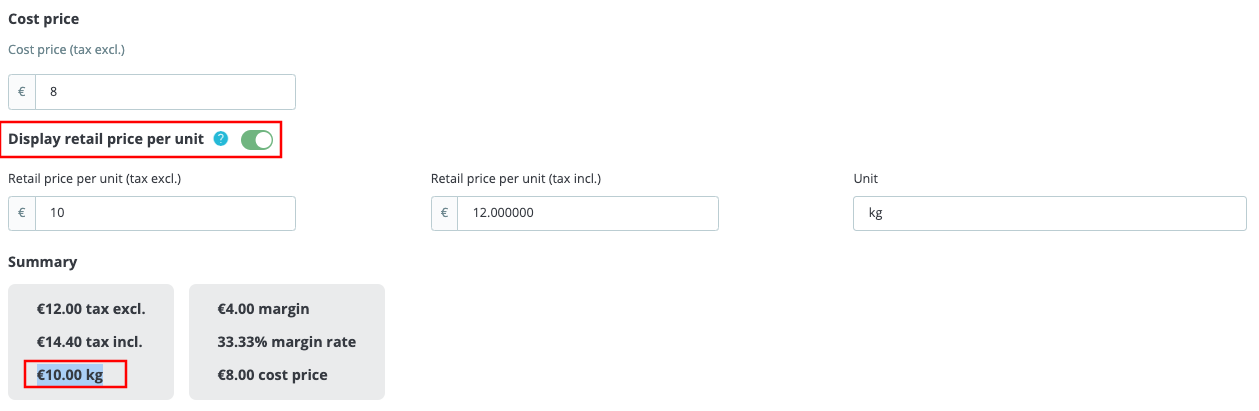 Cost price
Cost price (tax excl.)
€ 8
Display retail price per unit ?
Retail price per unit (tax excl.) Retail price per unit (tax incl.) Unit
€ 10 € 12.000000 kg
Summary
€12.00 tax excl. €4.00 margin
€14.40 tax incl. 33.33% margin rate
€10.00 kg €8.00 cost price